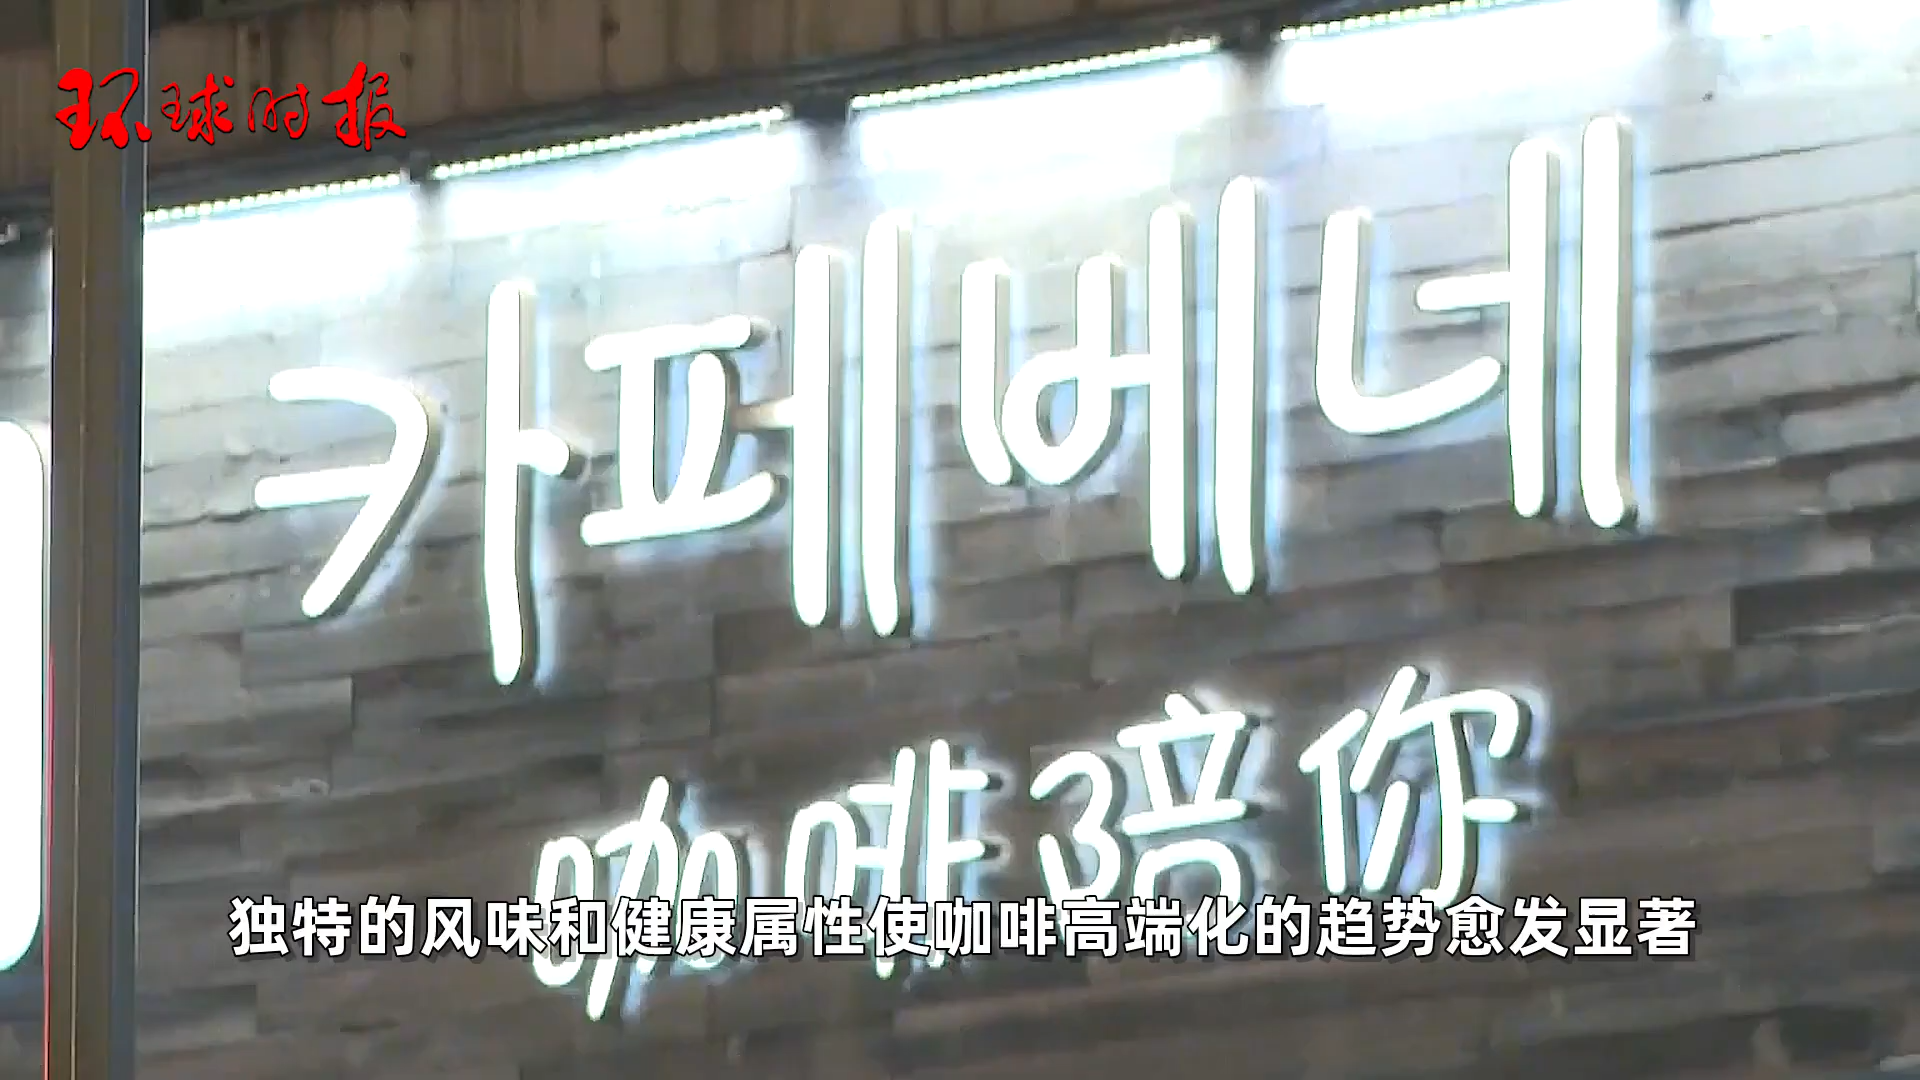 环球时报
카페베네
咖啡陪你
独特的风味和健康属性使咖啡高端化的趋势愈发显著